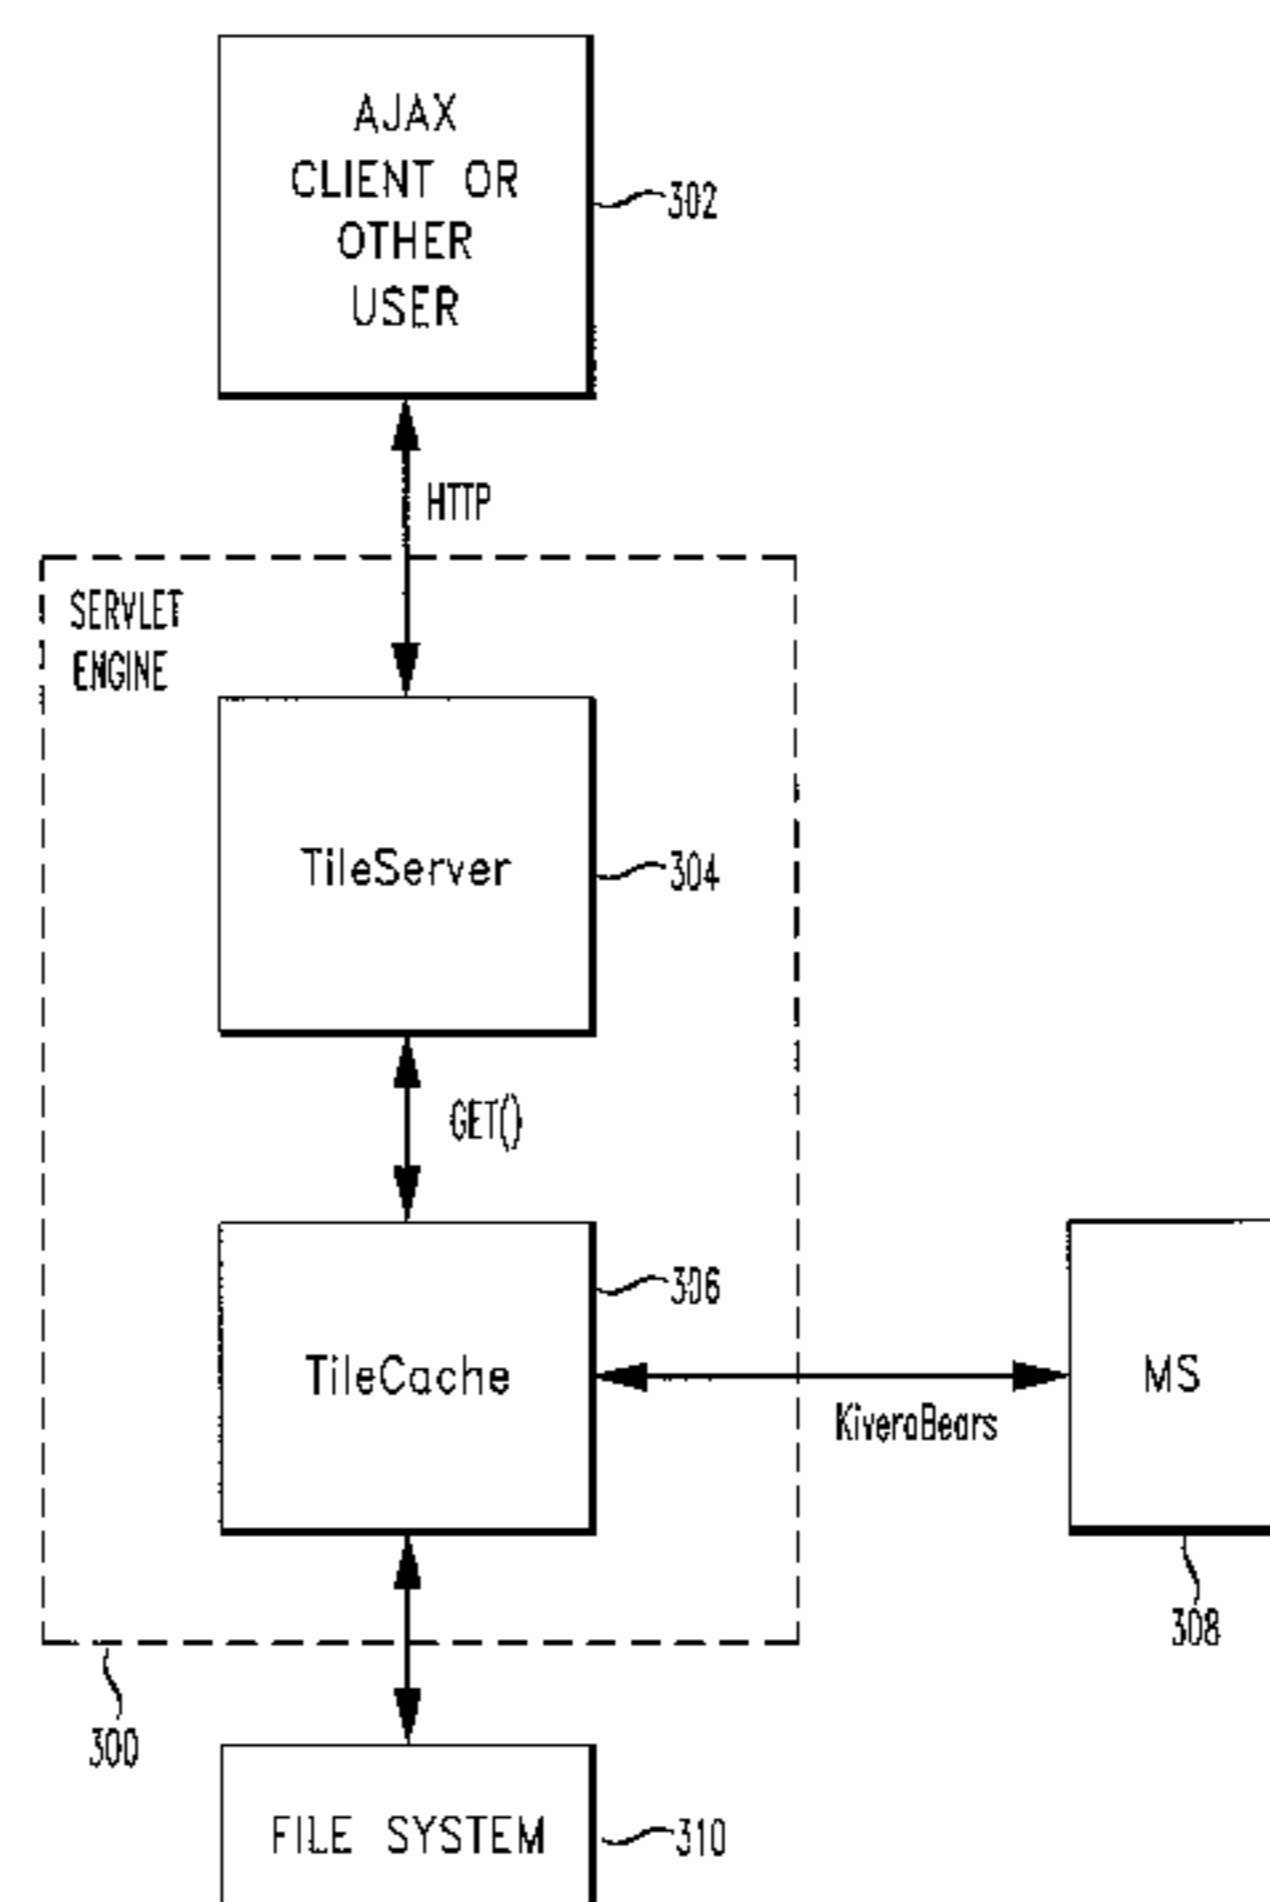 AJAX
CLIENT OR
OTHER
USER
302
HTTP
SERVLET
ENGINE
TileServer
304
GET()
306
TileCache
MS
KiveraBears
308
300
FILE SYSTEM
310